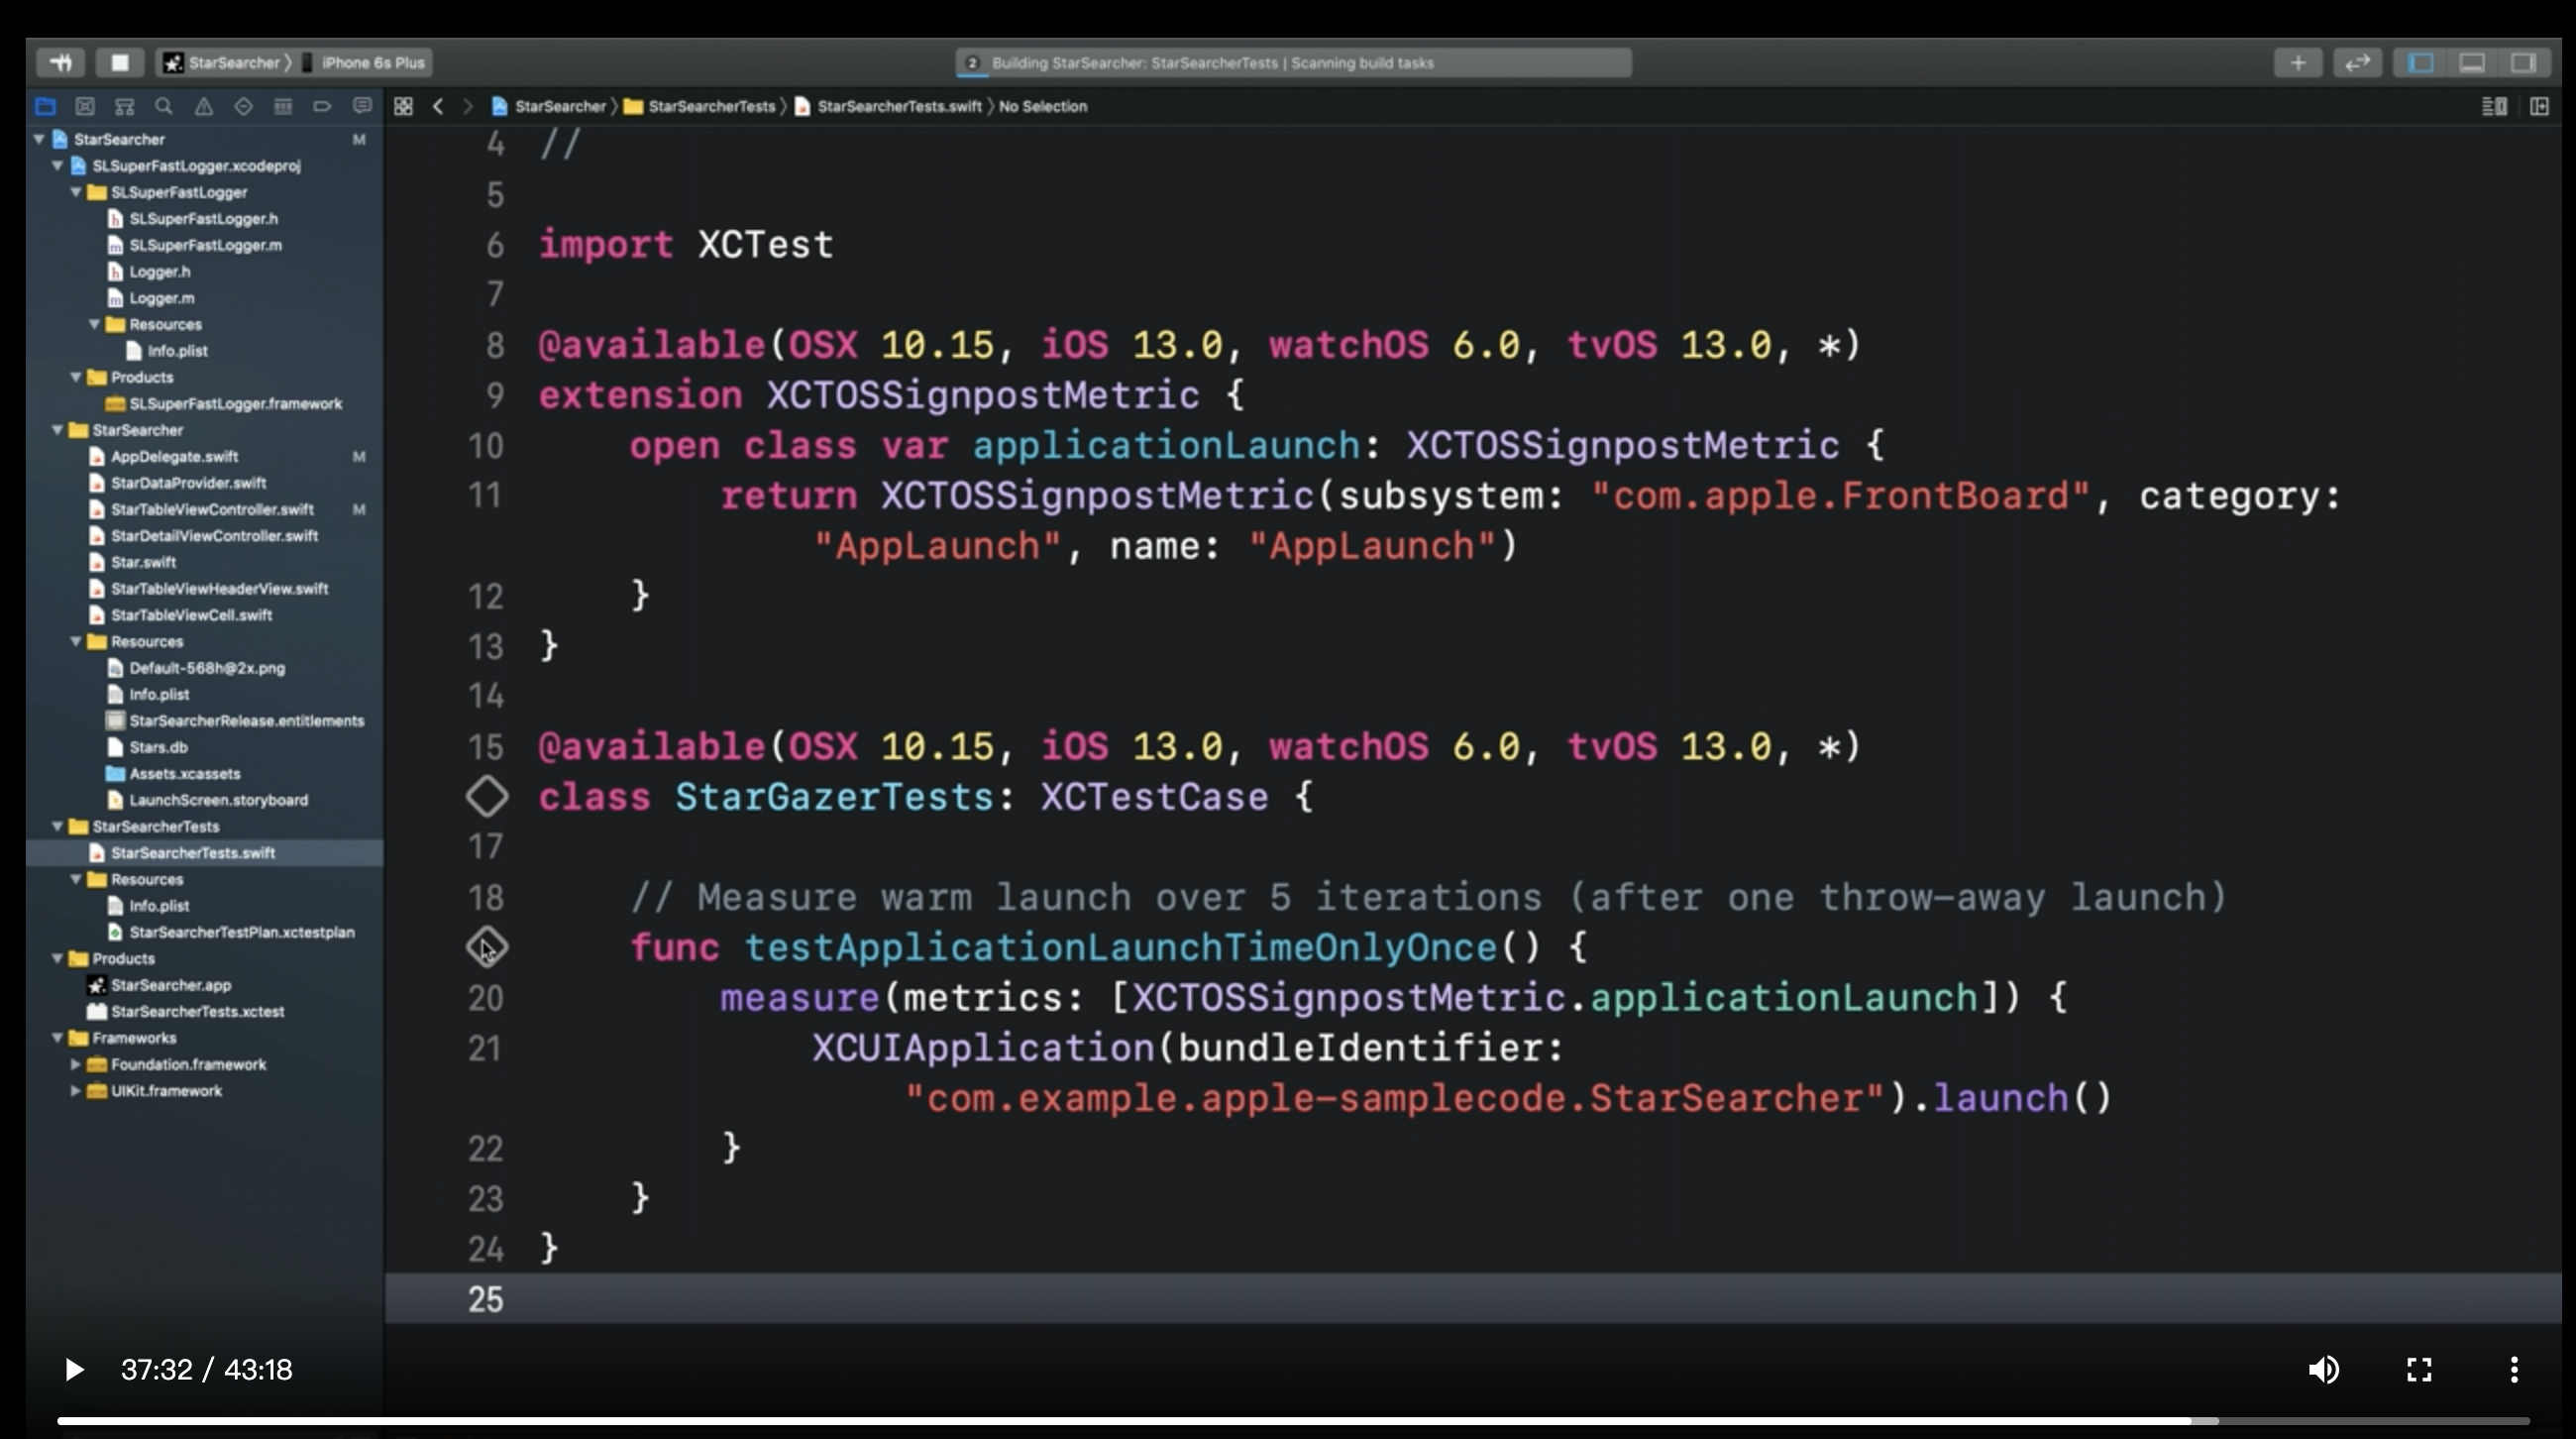 StarSearcher 〉 iPhone 6s Plus
2 Building StarSearcher: StarSearcherTests | Scanning build tasks
StarSearcher 〉 StarSearcherTests 〉 StarSearcherTests.swift 〉 No Selection
StarSearcher M
SLSuperFastLogger.xcodeproj
SLSuperFastLogger
SLSuperFastLogger.h
SLSuperFastLogger.m
Logger.h
Logger.m
Resources
Info.plist
Products
SLSuperFastLogger.framework
StarSearcher
AppDelegate.swift M
StarDataProvider.swift
StarTableViewController.swift M
StarDetailViewController.swift
Star.swift
StarTableViewHeaderView.swift
StarTableViewCell.swift
Resources
Default-568h@2x.png
Info.plist
StarSearcherRelease.entitlements
Stars.db
Assets.xcassets
LaunchScreen.storyboard
StarSearcherTests
StarSearcherTests.swift
Resources
Info.plist
StarSearcherTestPlan.xctestplan
Products
StarSearcher.app
StarSearcherTests.xctest
Frameworks
Foundation.framework
UIKit.framework
4 //
5
6 import XCTest
7
8 @available(OSX 10.15, iOS 13.0, watchOS 6.0, tvOS 13.0, *)
9 extension XCTOSSignpostMetric {
10 open class var applicationLaunch: XCTOSSignpostMetric {
11 return XCTOSSignpostMetric(subsystem: "com.apple.FrontBoard", category:
"AppLaunch", name: "AppLaunch")
12 }
13 }
14
15 @available(OSX 10.15, iOS 13.0, watchOS 6.0, tvOS 13.0, *)
class StarGazerTests: XCTestCase {
17
18 // Measure warm launch over 5 iterations (after one throw-away launch)
func testApplicationLaunchTimeOnlyOnce() {
20 measure(metrics: [XCTOSSignpostMetric.applicationLaunch]) {
21 XCUIApplication(bundleIdentifier:
"com.example.apple-samplecode.StarSearcher").launch()
22 }
23 }
24 }
25
37:32 / 43:18